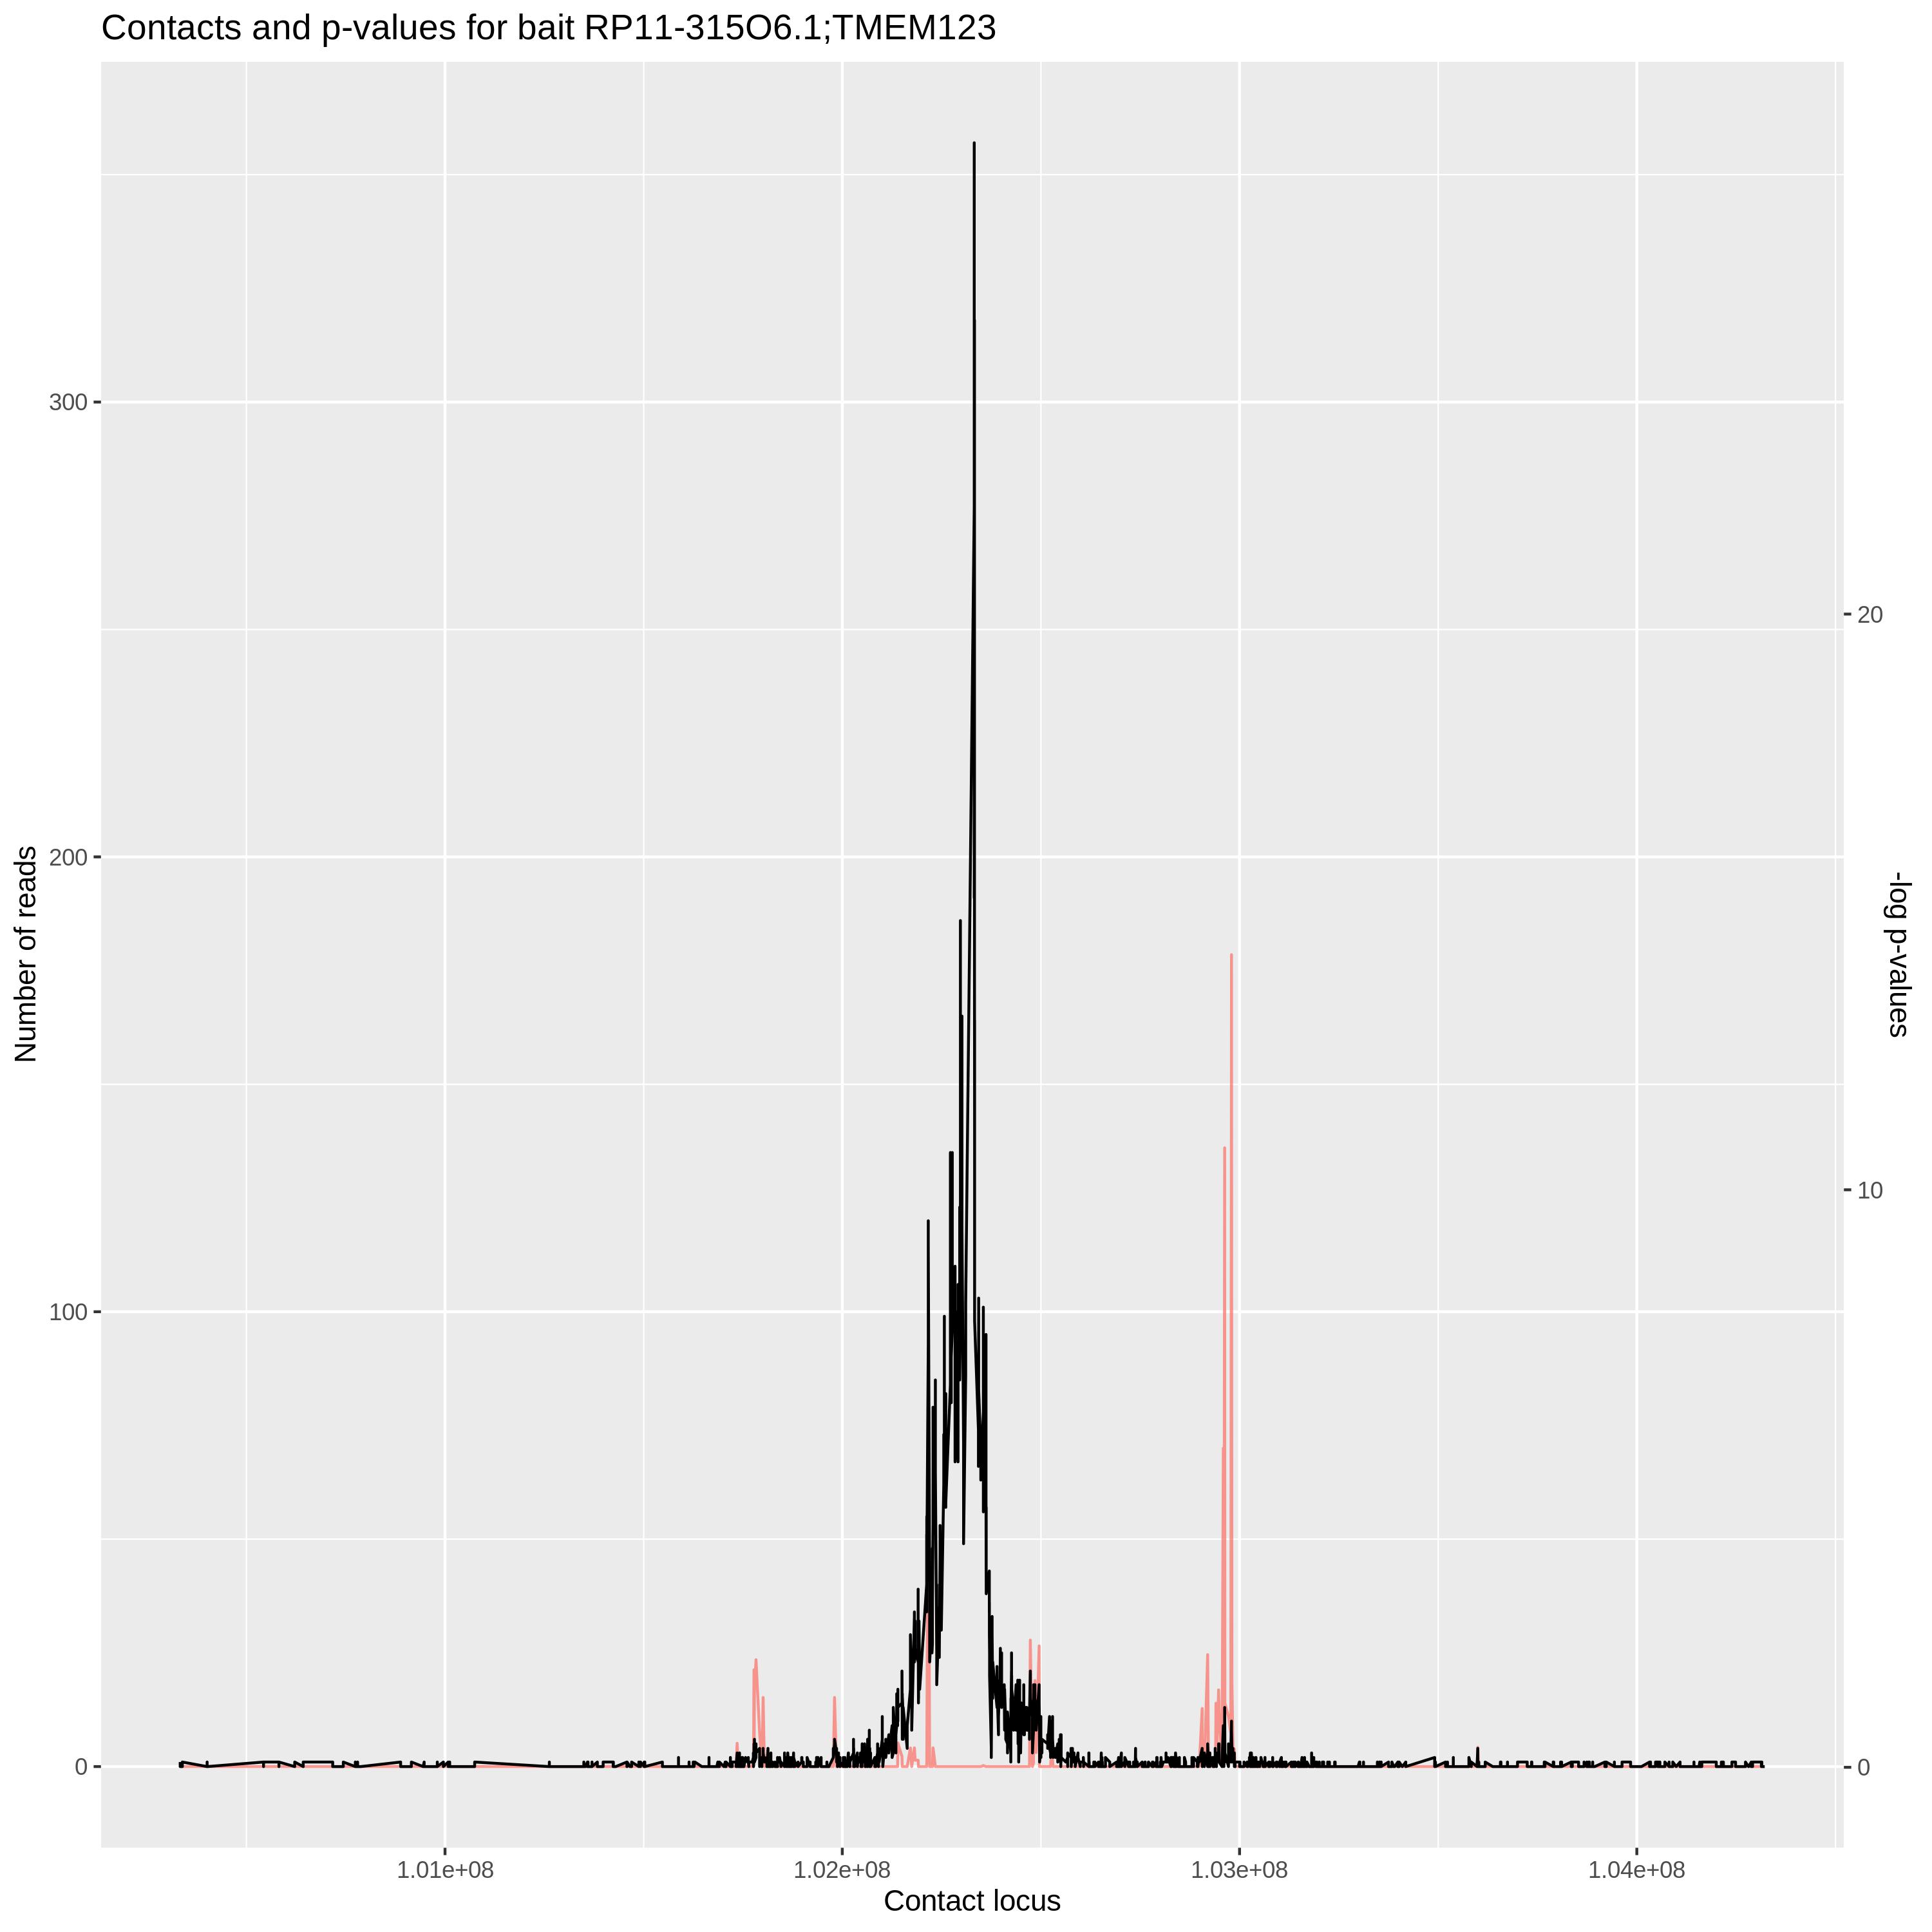 Contacts and p-values for bait RP11-315O6.1;TMEM123
300
200
100
0
Number of reads
20
10
0
-log p-values
1.01e+08 1.02e+08 1.03e+08 1.04e+08
Contact locus